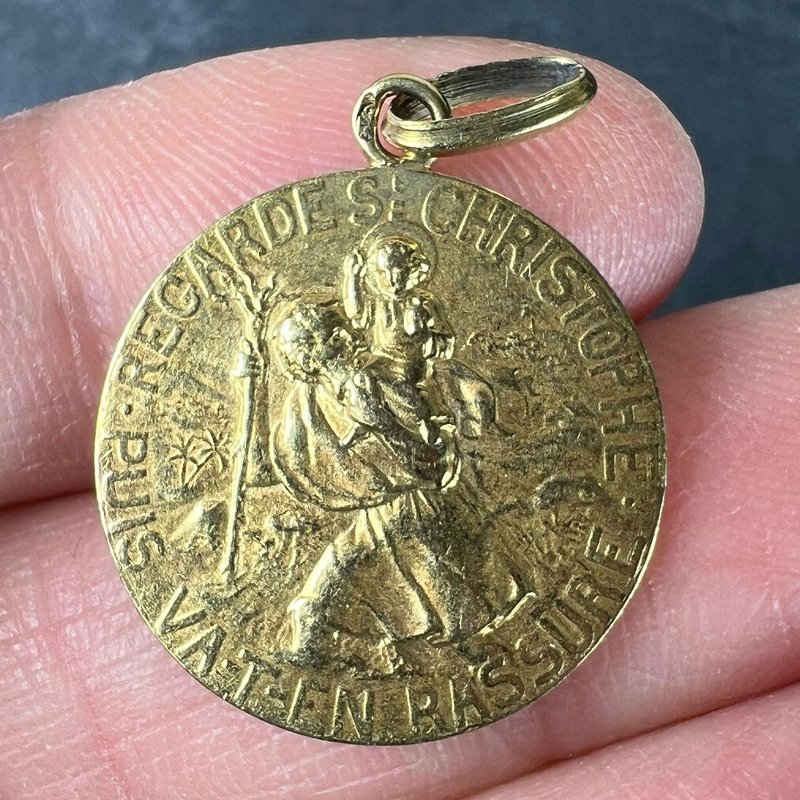 REGARDE St CHRISTOPHE ·
PUIS VA-T-EN RASSURE ·